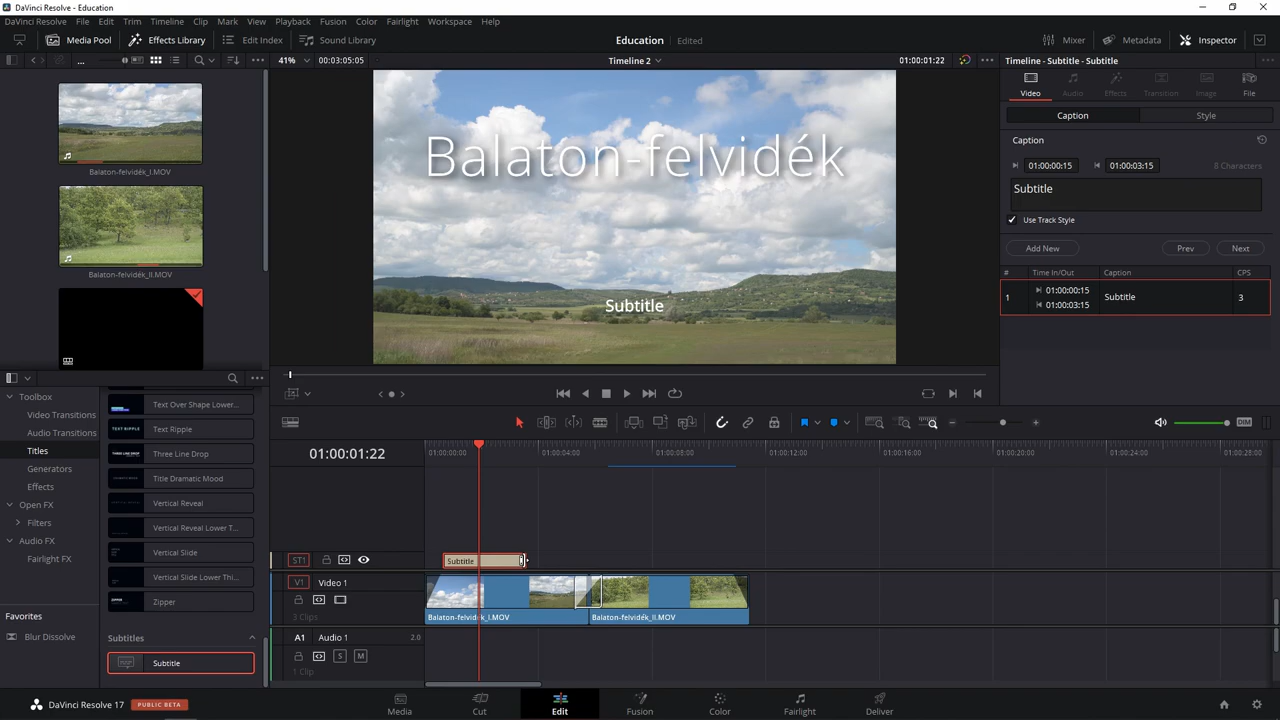 DaVinci Resolve - Education
DaVinci Resolve File Edit Trim Timeline Clip Mark View Playback Fusion Color Fairlight Workspace Help
Media Pool Effects Library Edit Index Sound Library Education Edited Mixer Metadata Inspector
... 41% 00:03:05:05 Timeline 2 01:00:01:22 Timeline - Subtitle - Subtitle
Video Audio Effects Transition Image File
Caption Style
Caption
01:00:00:15 01:00:03:15 8 Characters
Subtitle
Use Track Style
Add New Prev Next
# Time In/Out Caption CPS
1 01:00:00:15 01:00:03:15 Subtitle 3
Balaton-felvidék_I.MOV
Balaton-felvidék_II.MOV
Balaton-felvidék
Subtitle
Toolbox
Video Transitions
Audio Transitions
Titles
Generators
Effects
Open FX
Filters
Audio FX
Fairlight FX
Favorites
Blur Dissolve
Text Over Shape Lower...
TEXT RIPPLE Text Ripple
THREE LINE DROP Three Line Drop
Title Dramatic Mood
Vertical Reveal
Vertical Reveal Lower T...
Vertical Slide
Vertical Slide Lower Thi...
Zipper
Subtitles
Subtitle
DIM
01:00:01:22
01:00:00:00 01:00:04:00 01:00:08:00 01:00:12:00 01:00:16:00 01:00:20:00 01:00:24:00 01:00:28:00
ST1 Subtitle
V1 Video 1
3 Clips
Balaton-felvidék_I.MOV Balaton-felvidék_II.MOV
A1 Audio 1 2.0
S M
1 Clip
DaVinci Resolve 17 PUBLIC BETA
Media Cut Edit Fusion Color Fairlight Deliver